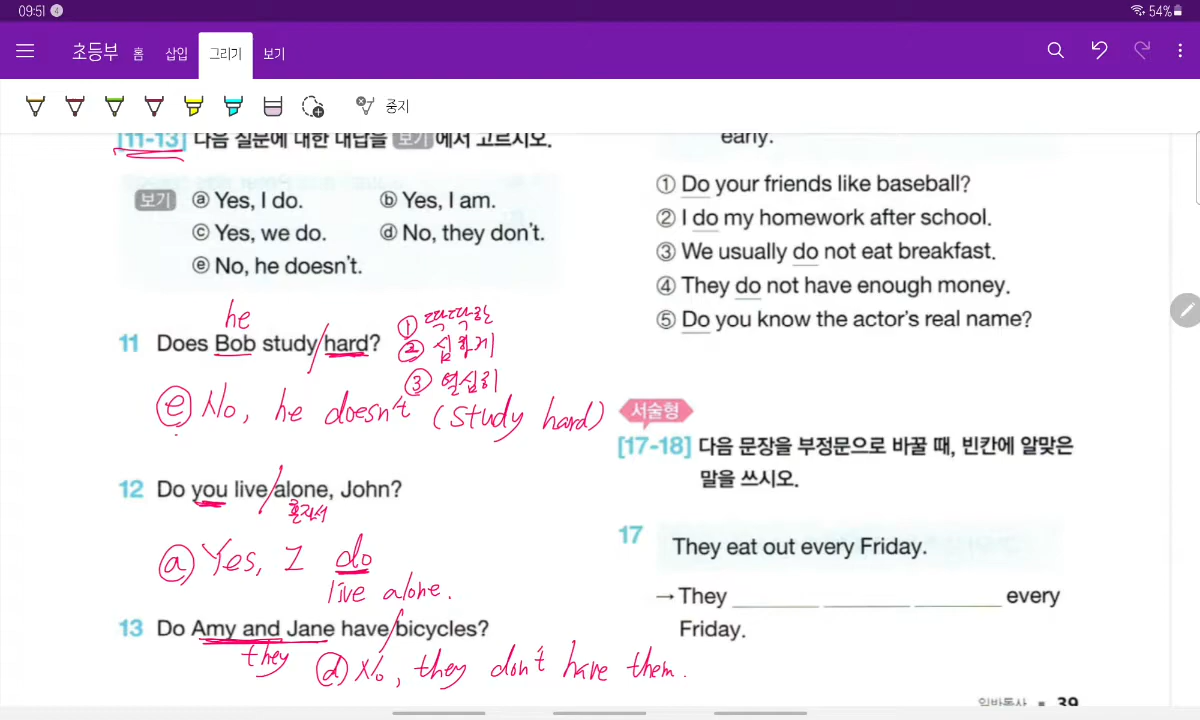 09:51 4 54%
초등부 홈 삽입 그리기 보기
중지
[11-13] 다음 질문에 대한 대답을 보기 에서 고르시오.
보기 ⓐ Yes, I do. ⓑ Yes, I am.
ⓒ Yes, we do. ⓓ No, they don't.
ⓔ No, he doesn't.
he
11 Does Bob study/hard?
① 딱딱한
② 심하게
③ 열심히
ⓔ No, he doesn't (study hard)
12 Do you live/alone, John?
혼자서
ⓐ Yes, I do
live alone.
13 Do Amy and Jane have/bicycles?
they ⓓ No, they don't have them.
early.
① Do your friends like baseball?
② I do my homework after school.
③ We usually do not eat breakfast.
④ They do not have enough money.
⑤ Do you know the actor's real name?
서술형
[17-18] 다음 문장을 부정문으로 바꿀 때, 빈칸에 알맞은
말을 쓰시오.
17 They eat out every Friday.
→ They ________ ________ ________ every
Friday.
일반동사 ■ 39